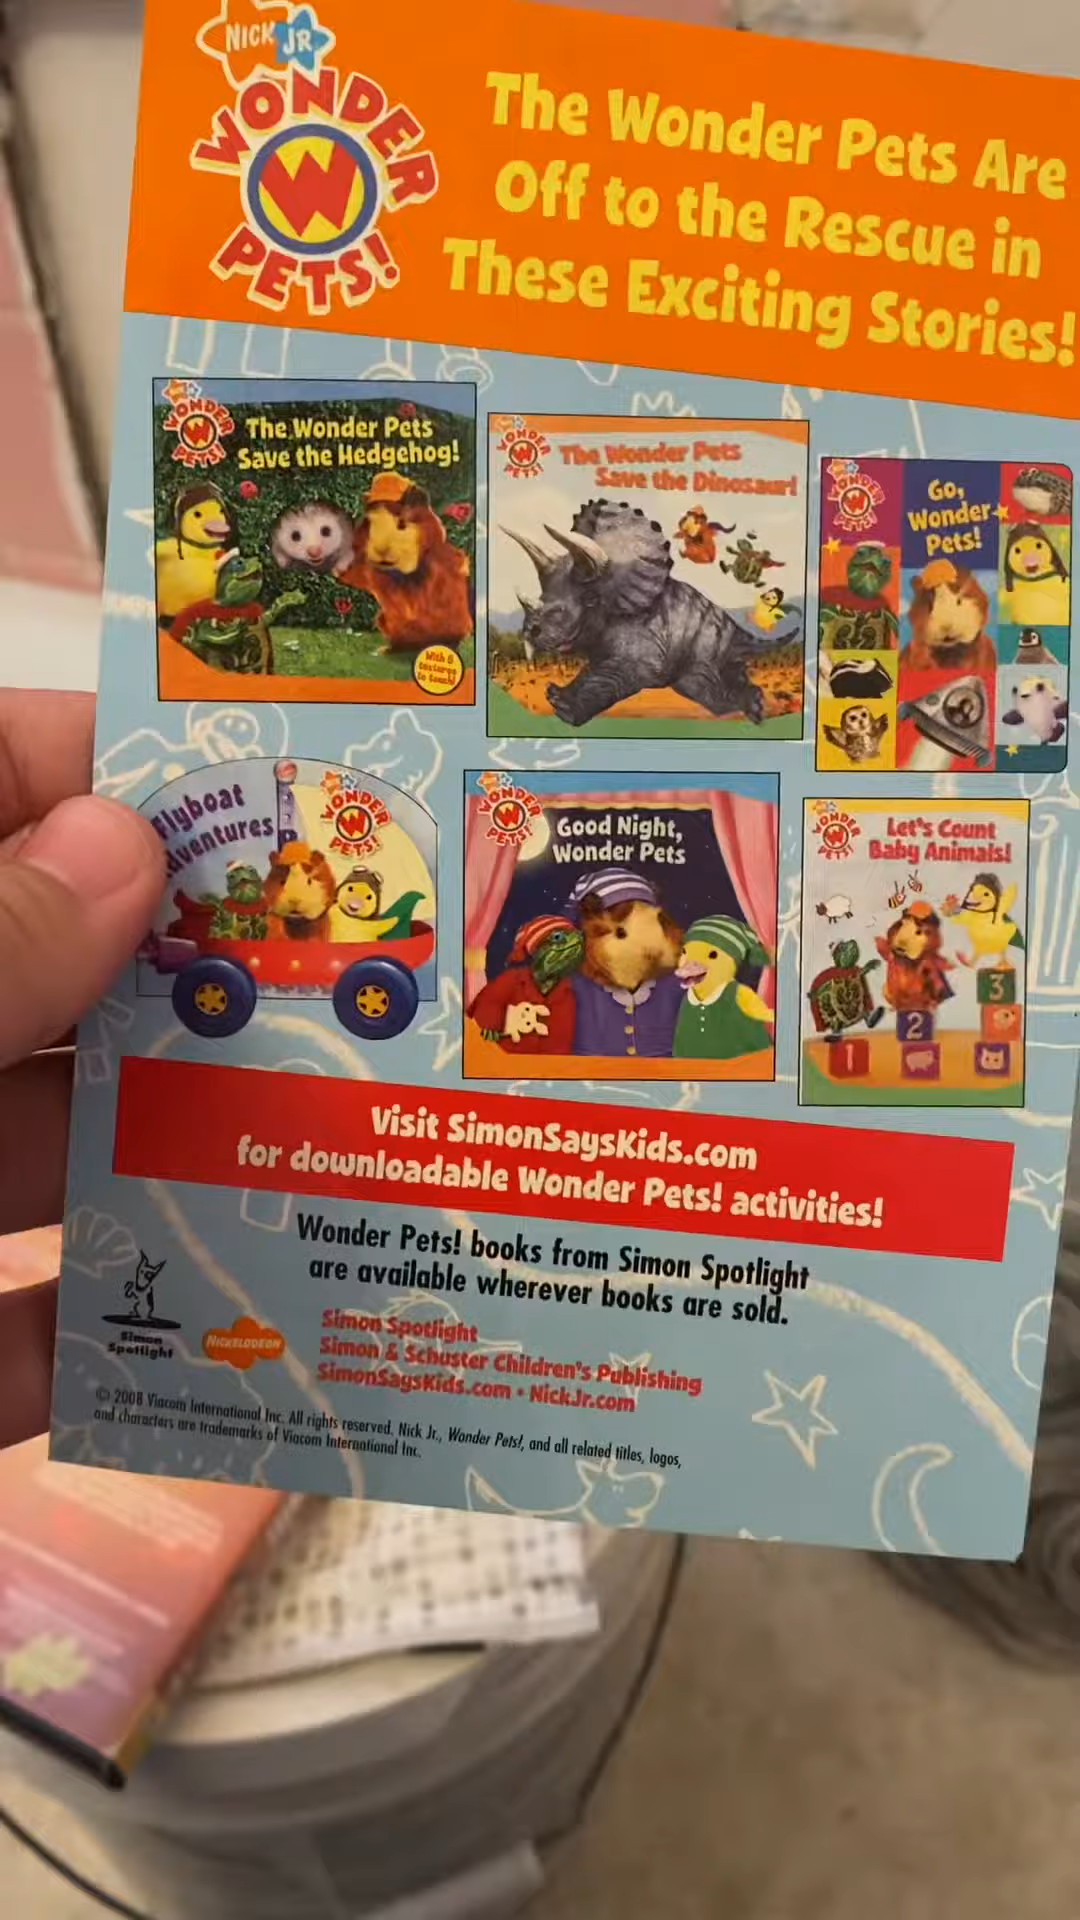 NICK JR
WONDER
W
PETS!
The Wonder Pets Are
Off to the Rescue in
These Exciting Stories!
WONDER
W
PETS!
The Wonder Pets
Save the Hedgehog!
With 6
textures
to touch!
WONDER
W
PETS!
The Wonder Pets
Save the Dinosaur!
WONDER
W
PETS!
Go,
Wonder
Pets!
Flyboat
Adventures
WONDER
W
PETS!
WONDER
W
PETS!
Good Night,
Wonder Pets
WONDER
W
PETS!
Let's Count
Baby Animals!
3
2
1
Visit SimonSaysKids.com
for downloadable Wonder Pets! activities!
Wonder Pets! books from Simon Spotlight
are available wherever books are sold.
Simon
Spotlight
NICKELODEON
Simon Spotlight
Simon & Schuster Children's Publishing
SimonSaysKids.com • NickJr.com
© 2008 Viacom International Inc. All rights reserved. Nick Jr., Wonder Pets!, and all related titles, logos,
and characters are trademarks of Viacom International Inc.